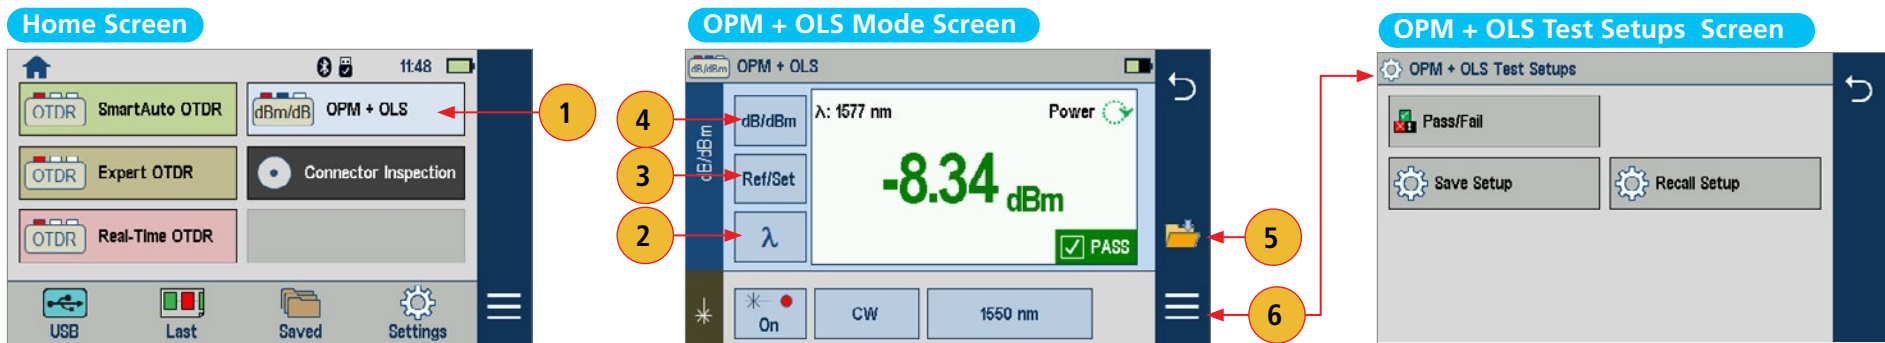 Home Screen
11:48
OTDR SmartAuto OTDR
dBm/dB OPM + OLS
1
OTDR Expert OTDR
Connector Inspection
OTDR Real-Time OTDR
USB Last Saved Settings
OPM + OLS Mode Screen
dB/dBm OPM + OLS
dB/dBm
4
dB/dBm
3
Ref/Set
2
λ
λ: 1577 nm
Power
-8.34 dBm
PASS
5
6
On
CW
1550 nm
OPM + OLS Test Setups Screen
OPM + OLS Test Setups
Pass/Fail
Save Setup
Recall Setup